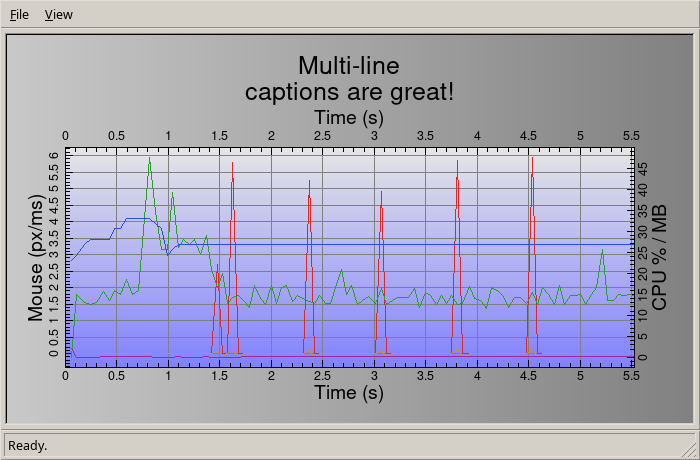 File View
Multi-line
captions are great!
Time (s)
0 0.5 1 1.5 2 2.5 3 3.5 4 4.5 5 5.5
Mouse (px/ms)
0 0.5 1 1.5 2 2.5 3 3.5 4 4.5 5 5.5 6
0 5 10 15 20 25 30 35 40 45
CPU % / MB
0 0.5 1 1.5 2 2.5 3 3.5 4 4.5 5 5.5
Time (s)
Ready.